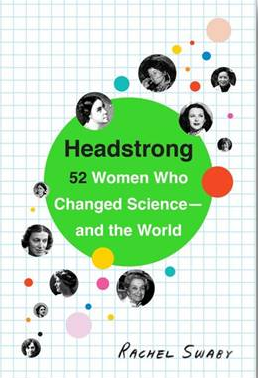 Headstrong
52 Women Who
Changed Science—
and the World
RACHEL SWABY